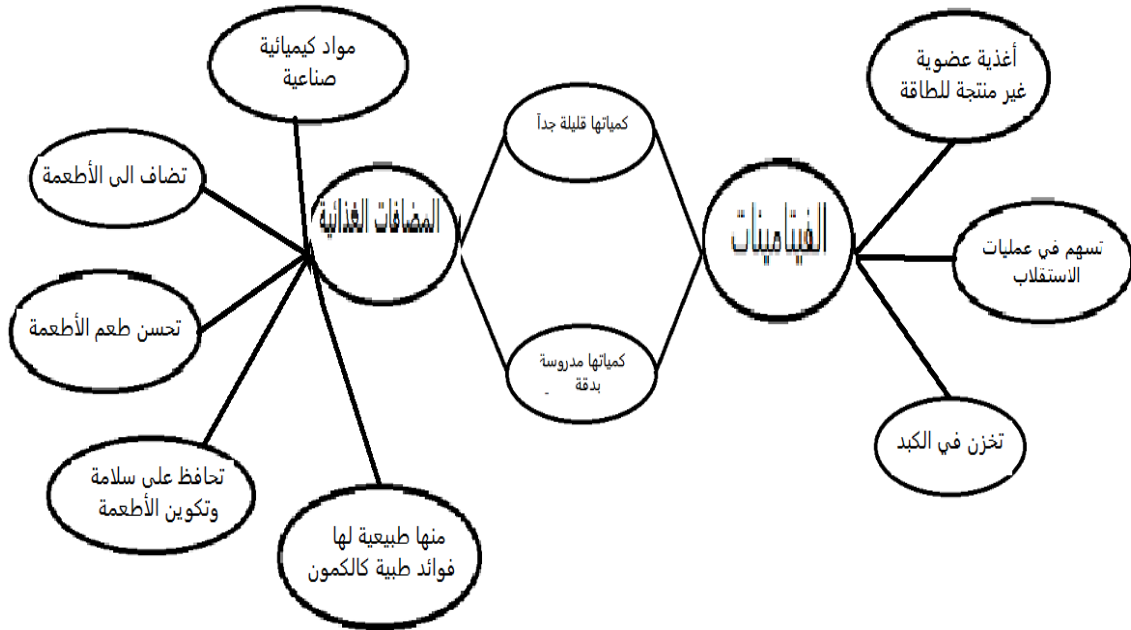 أغذية عضوية
غير منتجة للطاقة
تسهم في عمليات
الاستقلاب
تخزن في الكبد
الفيتامينات
كمياتها قليلة جداً
كمياتها مدروسة
بدقة
المضافات الغذائية
مواد كيميائية
صناعية
تضاف الى الأطعمة
تحسن طعم الأطعمة
تحافظ على سلامة
وتكوين الأطعمة
منها طبيعية لها
فوائد طبية كالكمون